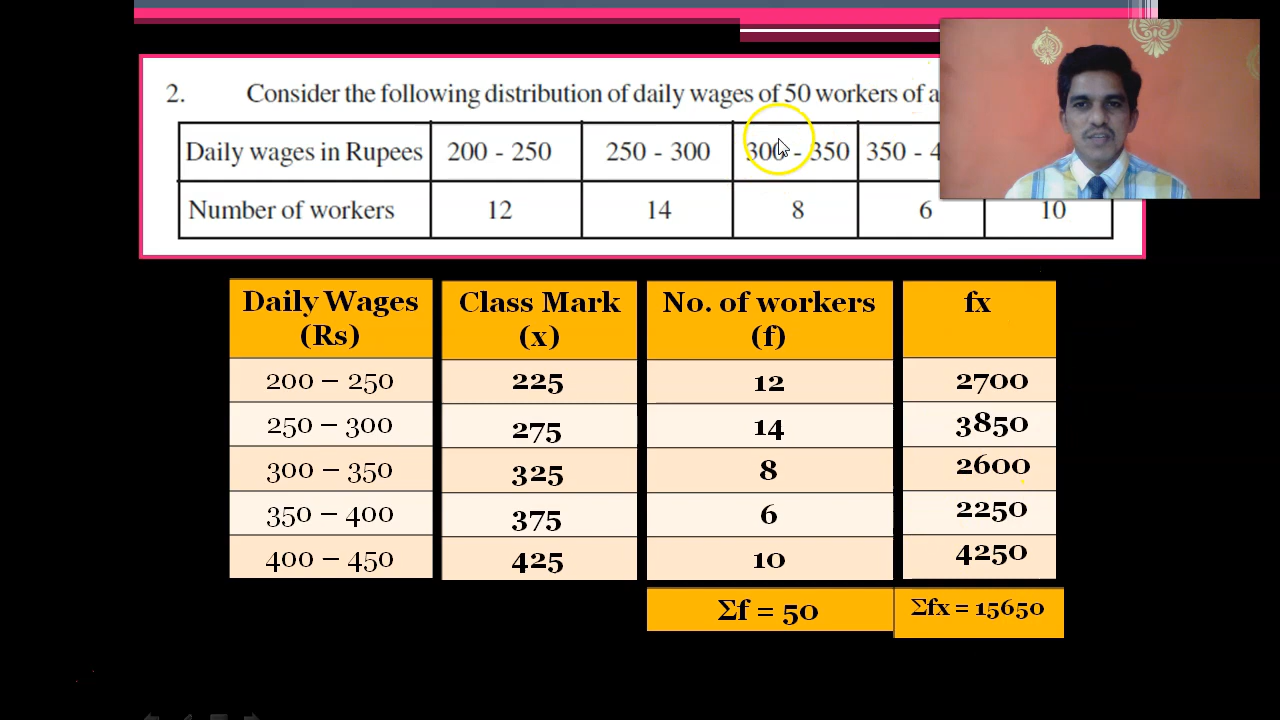 2. Consider the following distribution of daily wages of 50 workers of a
Daily wages in Rupees 200 - 250 250 - 300 300 - 350 350 - 4
Number of workers 12 14 8 6 10
Daily Wages (Rs) Class Mark (x) No. of workers (f) fx
200 – 250 225 12 2700
250 – 300 275 14 3850
300 – 350 325 8 2600
350 – 400 375 6 2250
400 – 450 425 10 4250
Σf = 50 Σfx = 15650